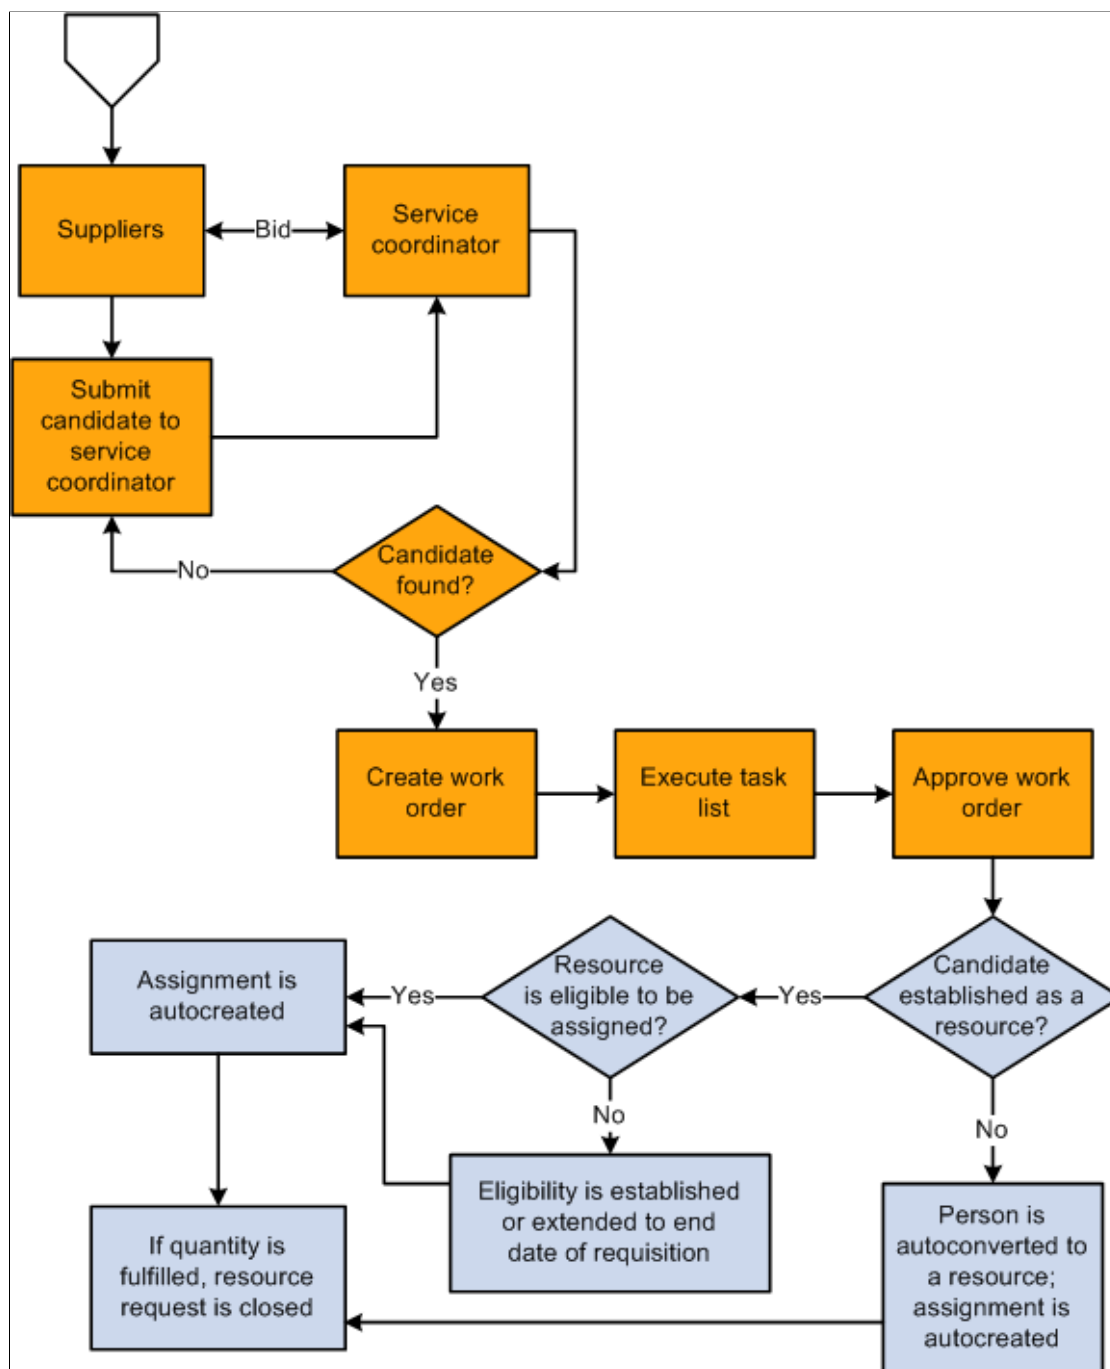 Suppliers
Bid
Service
coordinator
Submit
candidate to
service
coordinator
Candidate
found?
No
Yes
Create work
order
Execute task
list
Approve work
order
Candidate
established as a
resource?
Yes
Resource
is eligible to be
assigned?
Yes
Assignment is
autocreated
No
No
Eligibility is established
or extended to end
date of requisition
Person is
autoconverted to
a resource;
assignment is
autocreated
If quantity is
fulfilled, resource
request is closed